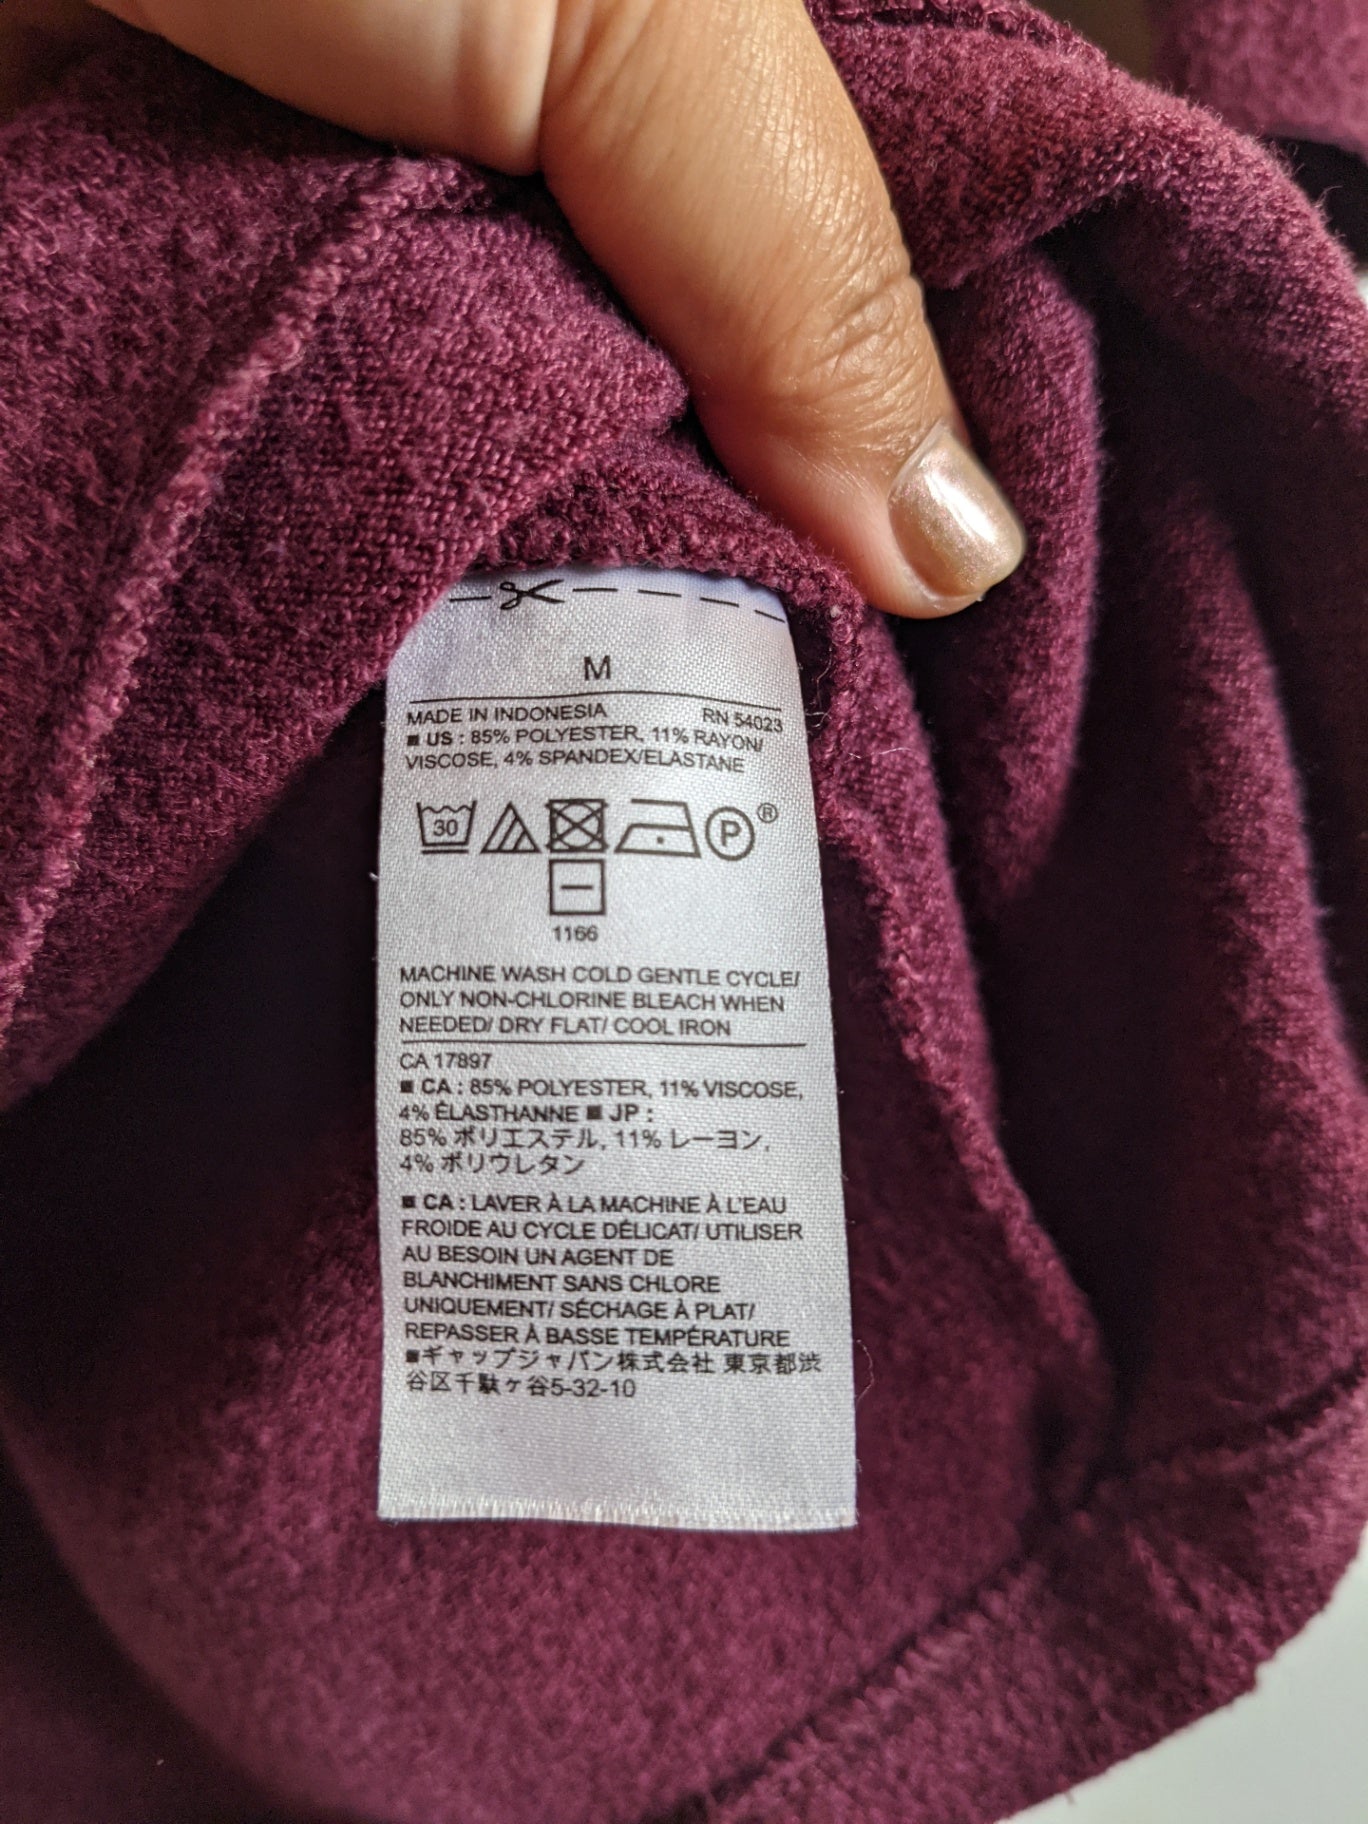 M
MADE IN INDONESIA RN 54023
■ US : 85% POLYESTER, 11% RAYON/
VISCOSE, 4% SPANDEX/ELASTANE
30 P ®
1166
MACHINE WASH COLD GENTLE CYCLE/
ONLY NON-CHLORINE BLEACH WHEN
NEEDED/ DRY FLAT/ COOL IRON
CA 17897
■ CA : 85% POLYESTER, 11% VISCOSE,
4% ÉLASTHANNE ■ JP :
85% ポリエステル, 11% レーヨン,
4% ポリウレタン
■ CA : LAVER À LA MACHINE À L'EAU
FROIDE AU CYCLE DÉLICAT/ UTILISER
AU BESOIN UN AGENT DE
BLANCHIMENT SANS CHLORE
UNIQUEMENT/ SÉCHAGE À PLAT/
REPASSER À BASSE TEMPÉRATURE
■ギャップジャパン株式会社 東京都渋
谷区千駄ヶ谷5-32-10